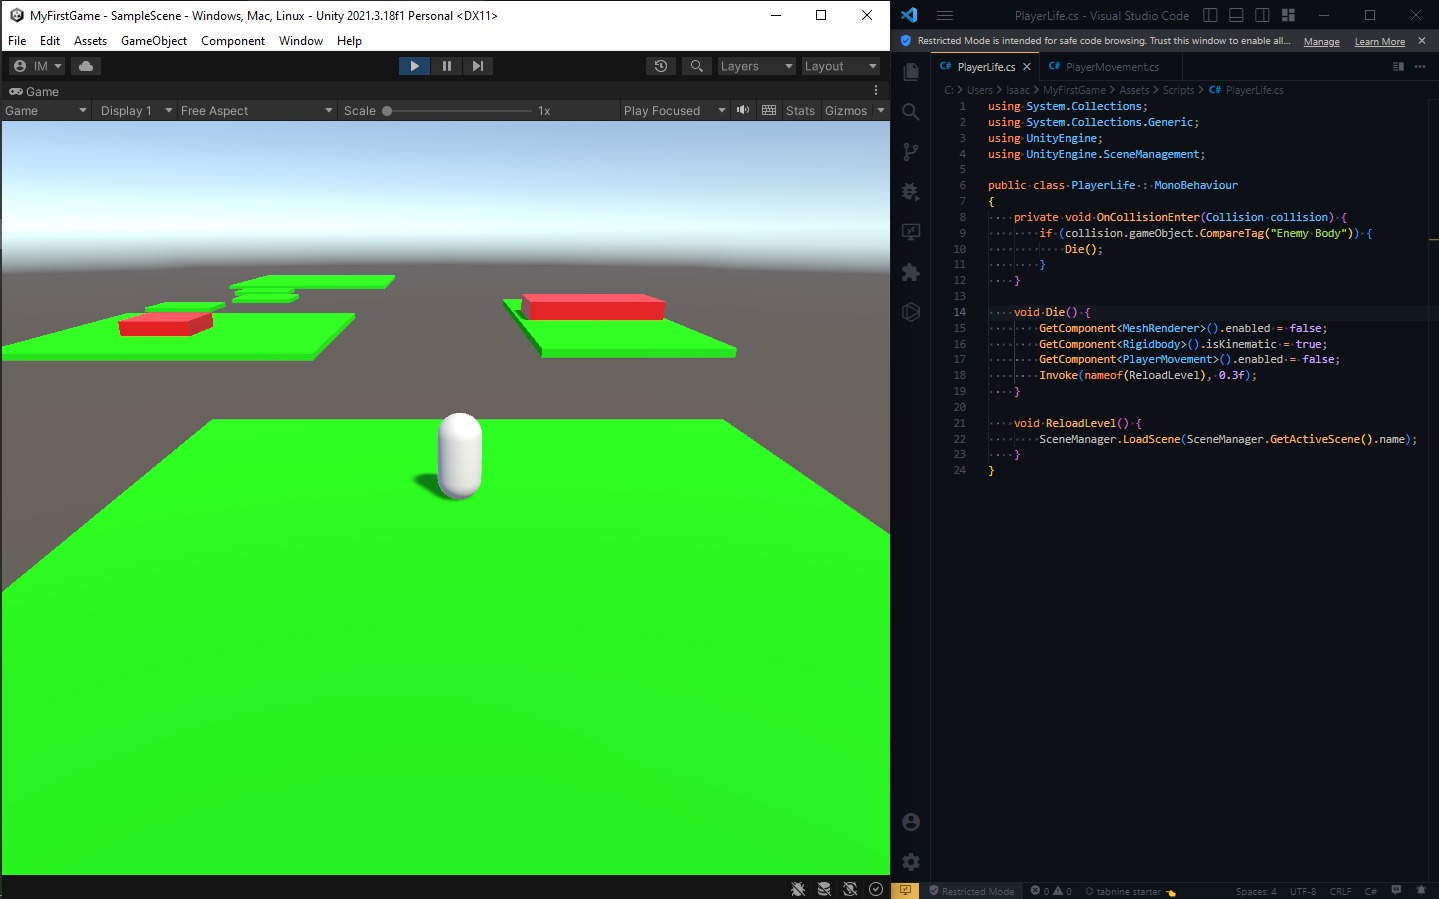 MyFirstGame - SampleScene - Windows, Mac, Linux - Unity 2021.3.18f1 Personal <DX11>
File Edit Assets GameObject Component Window Help
IM Layers Layout
Game
Game Display 1 Free Aspect Scale 1x Play Focused Stats Gizmos
PlayerLife.cs - Visual Studio Code
Restricted Mode is intended for safe code browsing. Trust this window to enable all... Manage Learn More
C# PlayerLife.cs C# PlayerMovement.cs
C: > Users > Isaac > MyFirstGame > Assets > Scripts > C# PlayerLife.cs
1 using System.Collections;
2 using System.Collections.Generic;
3 using UnityEngine;
4 using UnityEngine.SceneManagement;
5
6 public class PlayerLife : MonoBehaviour
7 {
8     private void OnCollisionEnter(Collision collision) {
9         if (collision.gameObject.CompareTag("Enemy Body")) {
10             Die();
11         }
12     }
13
14     void Die() {
15         GetComponent<MeshRenderer>().enabled = false;
16         GetComponent<Rigidbody>().isKinematic = true;
17         GetComponent<PlayerMovement>().enabled = false;
18         Invoke(nameof(ReloadLevel), 0.3f);
19     }
20
21     void ReloadLevel() {
22         SceneManager.LoadScene(SceneManager.GetActiveScene().name);
23     }
24 }
Restricted Mode 0 0 tabnine starter Spaces: 4 UTF-8 CRLF C#